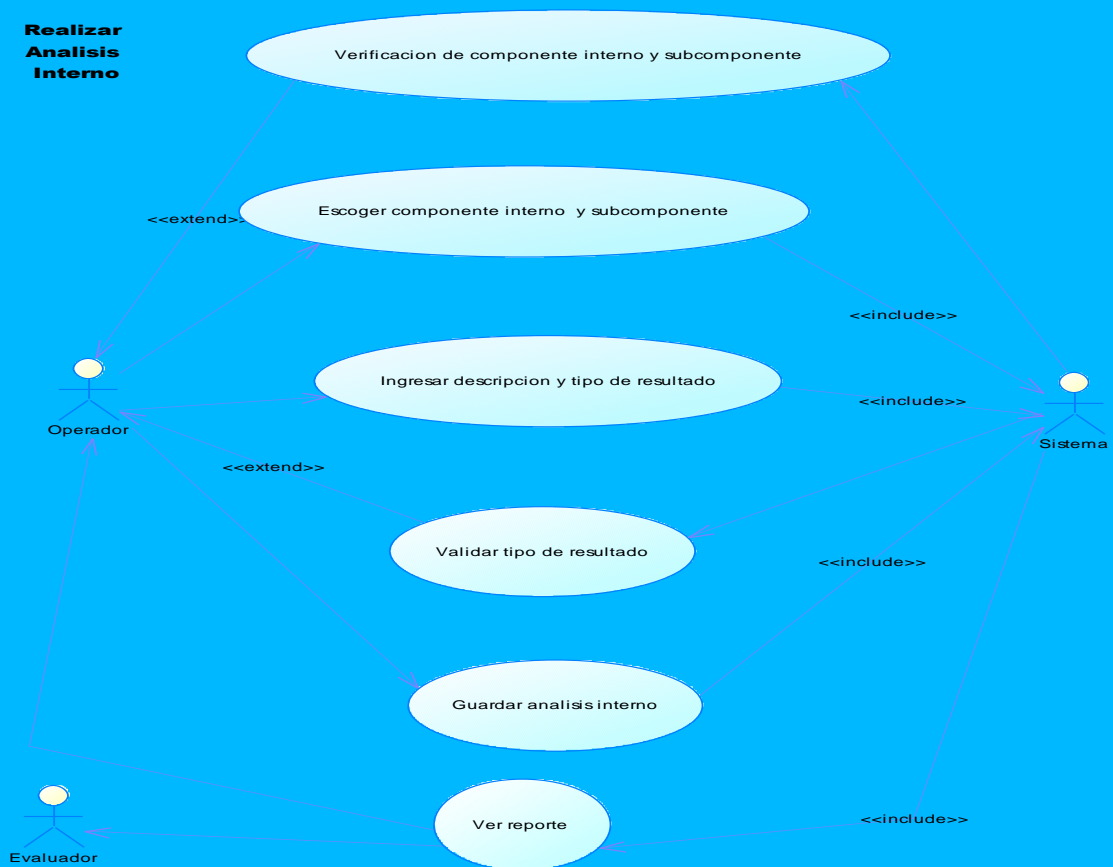 Realizar
Analisis
Interno
Verificacion de componente interno y subcomponente
Escoger componente interno y subcomponente
<<extend>>
<<include>>
Ingresar descripcion y tipo de resultado
<<include>>
Operador
Sistema
<<extend>>
Validar tipo de resultado
<<include>>
Guardar analisis interno
Ver reporte
<<include>>
Evaluador